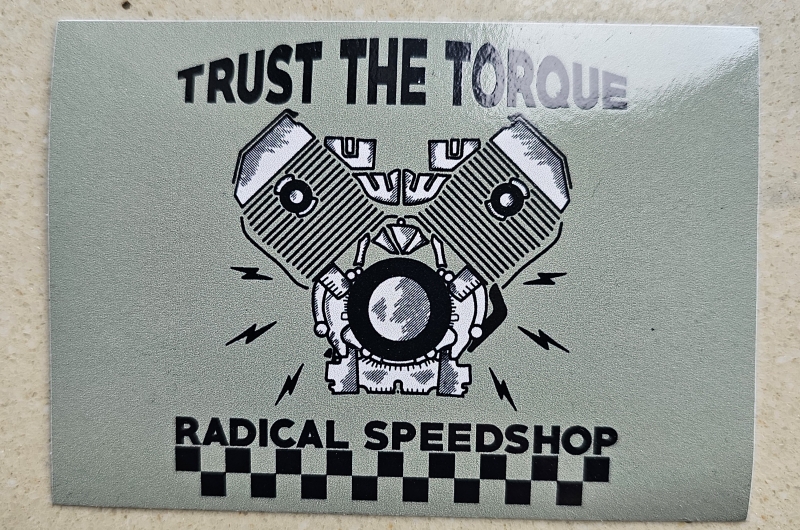 TRUST THE TORQUE
RADICAL SPEEDSHOP